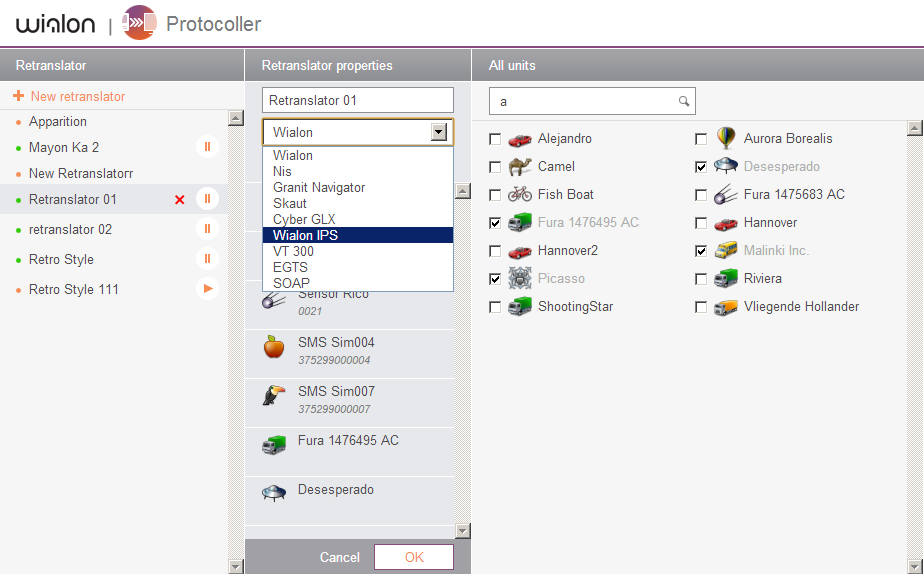 wialon | Protocoller
Retranslator
New retranslator
Apparition
Mayon Ka 2
New Retranslatorr
Retranslator 01
retranslator 02
Retro Style
Retro Style 111
Retranslator properties
Retranslator 01
Wialon
Wialon
Nis
Granit Navigator
Skaut
Cyber GLX
Wialon IPS
VT 300
EGTS
SOAP
Sensor Rico
0021
SMS Sim004
375299000004
SMS Sim007
375299000007
Fura 1476495 AC
Desesperado
Cancel OK
All units
a
Alejandro Aurora Borealis
Camel Desesperado
Fish Boat Fura 1475683 AC
Fura 1476495 AC Hannover
Hannover2 Malinki Inc.
Picasso Riviera
ShootingStar Vliegende Hollander